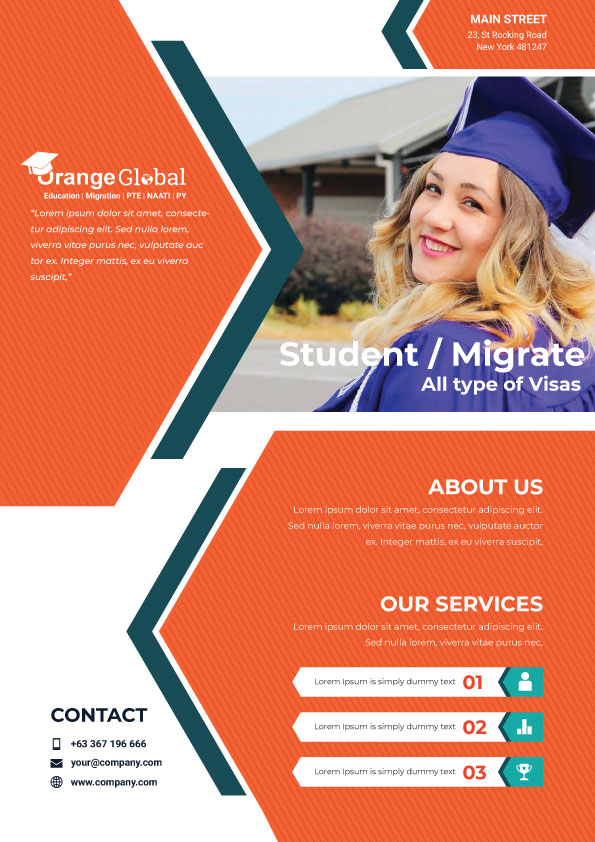 MAIN STREET
23, St Rocking Road
New York 481247
Orange Global
Education | Migration | PTE | NAATI | PY
“Lorem ipsum dolor sit amet, consecte-
tur adipiscing elit. Sed nulla lorem,
viverra vitae purus nec, vulputate auc
tor ex. Integer mattis, ex eu viverra
suscipit,”
Student / Migrate
All type of Visas
ABOUT US
Lorem ipsum dolor sit amet, consectetur adipiscing elit.
Sed nulla lorem, viverra vitae purus nec, vulputate auctor
ex. Integer mattis, ex eu viverra suscipit,
OUR SERVICES
Lorem ipsum dolor sit amet, consectetur adipiscing elit.
Sed nulla lorem, viverra vitae purus nec,
Lorem Ipsum is simply dummy text 01
Lorem Ipsum is simply dummy text 02
Lorem Ipsum is simply dummy text 03
CONTACT
+63 367 196 666
your@company.com
www.company.com